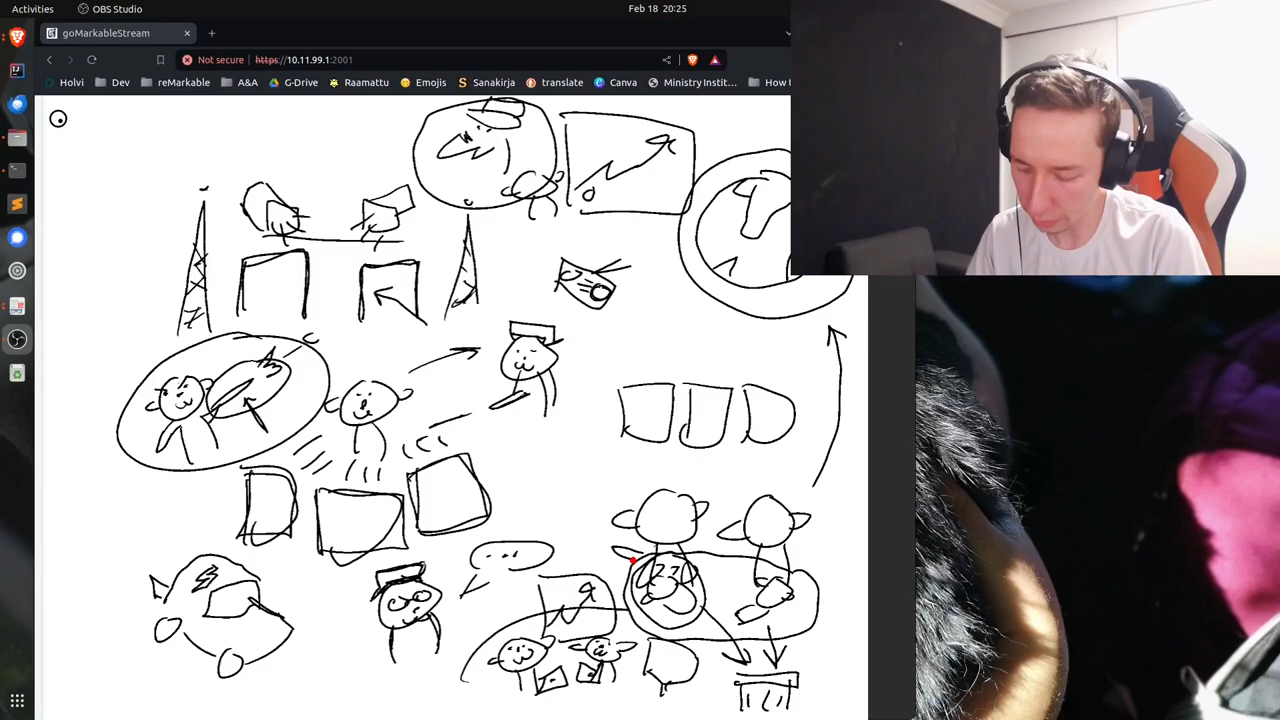 Activities
OBS Studio
Feb 18 20:25
goMarkableStream
Not secure
https://10.11.99.1:2001
Holvi
Dev
reMarkable
A&A
G-Drive
Raamattu
Emojis
Sanakirja
translate
Canva
Ministry Instit…
How t